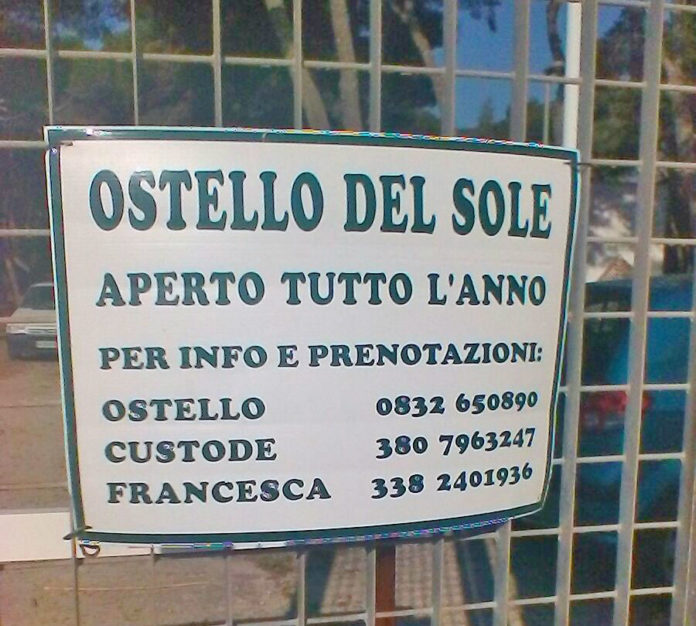 OSTELLO DEL SOLE
APERTO TUTTO L'ANNO
PER INFO E PRENOTAZIONI:
OSTELLO 0832 650890
CUSTODE 380 7963247
FRANCESCA 338 2401936